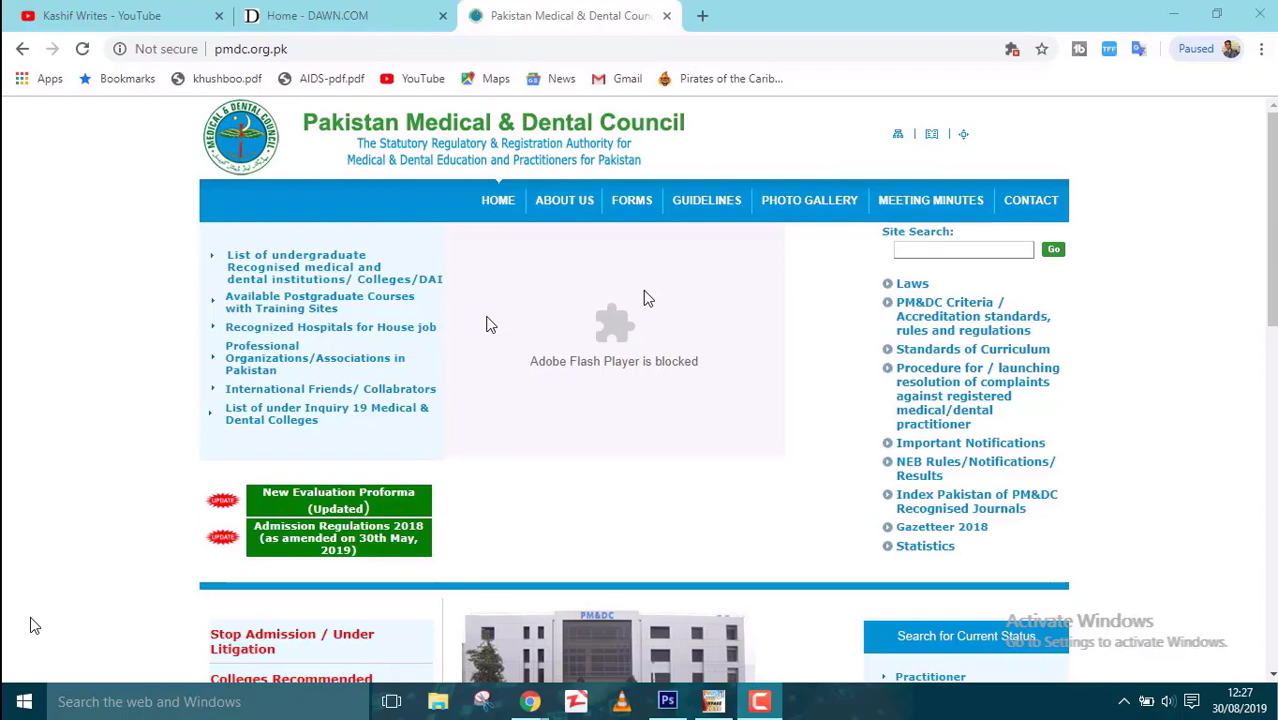 Kashif Writes - YouTube
Home - DAWN.COM
Pakistan Medical & Dental Coun
Not secure
pmdc.org.pk
Paused
Apps
Bookmarks
khushboo.pdf
AIDS-pdf.pdf
YouTube
Maps
News
Gmail
Pirates of the Carib...
Pakistan Medical & Dental Council
The Statutory Regulatory & Registration Authority for
Medical & Dental Education and Practitioners for Pakistan
HOME
ABOUT US
FORMS
GUIDELINES
PHOTO GALLERY
MEETING MINUTES
CONTACT
List of undergraduate
Recognised medical and
dental institutions/ Colleges/DAI
Available Postgraduate Courses
with Training Sites
Recognized Hospitals for House job
Professional
Organizations/Associations in
Pakistan
International Friends/ Collabrators
List of under Inquiry 19 Medical &
Dental Colleges
Adobe Flash Player is blocked
Site Search:
Go
Laws
PM&DC Criteria /
Accreditation standards,
rules and regulations
Standards of Curriculum
Procedure for / launching
resolution of complaints
against registered
medical/dental
practitioner
Important Notifications
NEB Rules/Notifications/
Results
Index Pakistan of PM&DC
Recognised Journals
Gazetteer 2018
Statistics
UPDATE
New Evaluation Proforma
(Updated)
UPDATE
Admission Regulations 2018
(as amended on 30th May,
2019)
Stop Admission / Under
Litigation
Colleges Recommended
PM&DC
Search for Current Status
Practitioner
Activate Windows
Go to Settings to activate Windows.
Search the web and Windows
12:27
30/08/2019